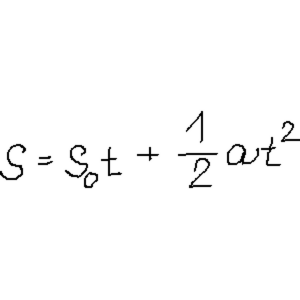 S = S₀t + 1/2 at²